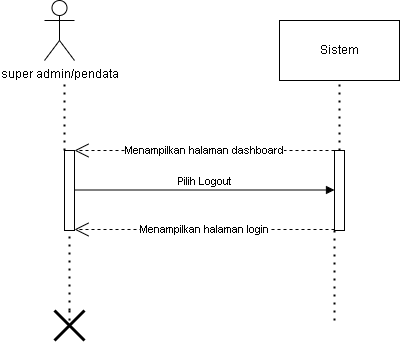 super admin/pendata
Sistem
Menampilkan halaman dashboard
Pilih Logout
Menampilkan halaman login